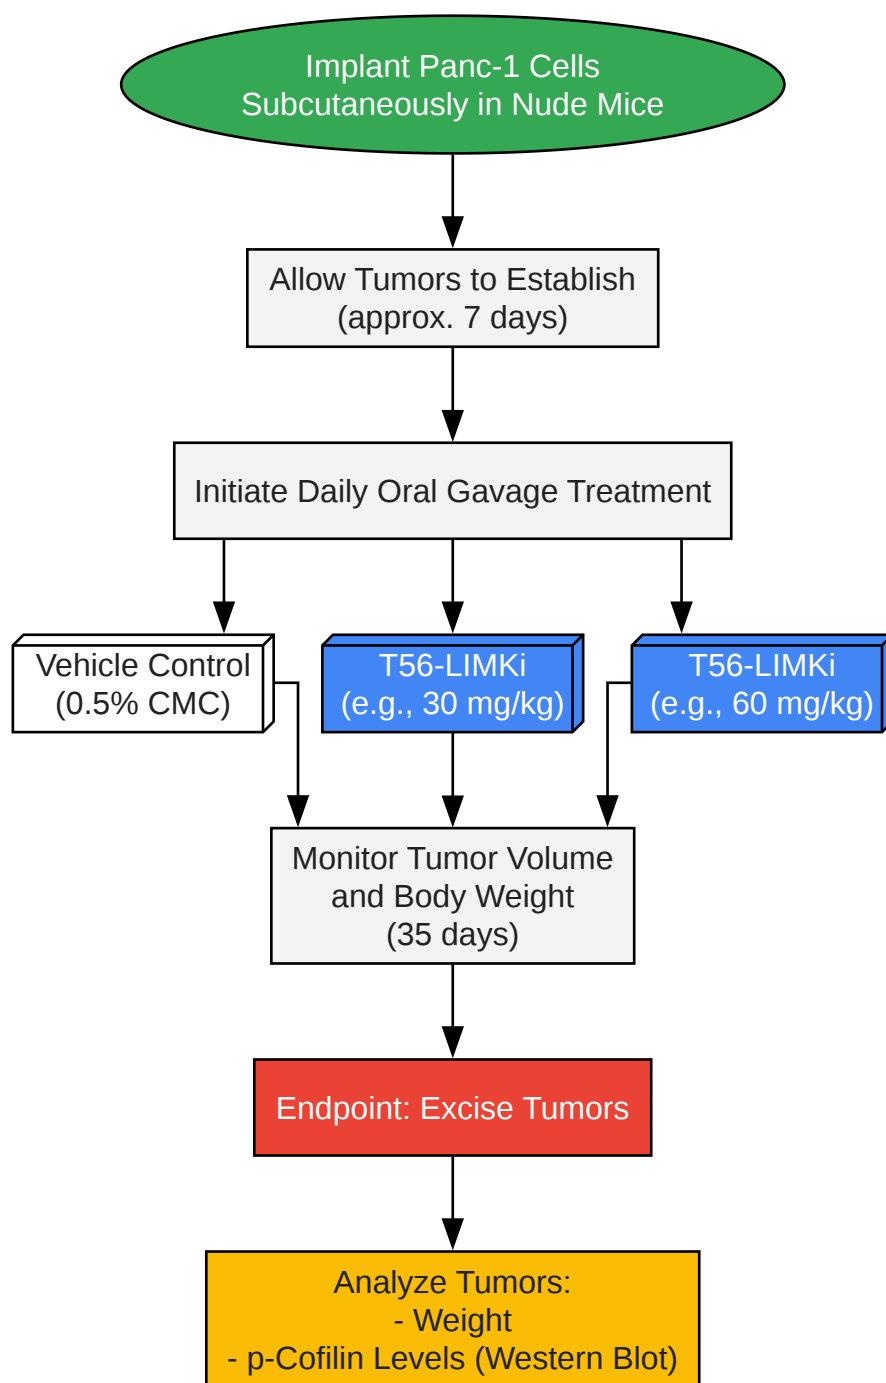 Implant Panc-1 Cells
Subcutaneously in Nude Mice
Allow Tumors to Establish
(approx. 7 days)
Initiate Daily Oral Gavage Treatment
Vehicle Control
(0.5% CMC)
T56-LIMKi
(e.g., 30 mg/kg)
T56-LIMKi
(e.g., 60 mg/kg)
Monitor Tumor Volume
and Body Weight
(35 days)
Endpoint: Excise Tumors
Analyze Tumors:
- Weight
- p-Cofilin Levels (Western Blot)